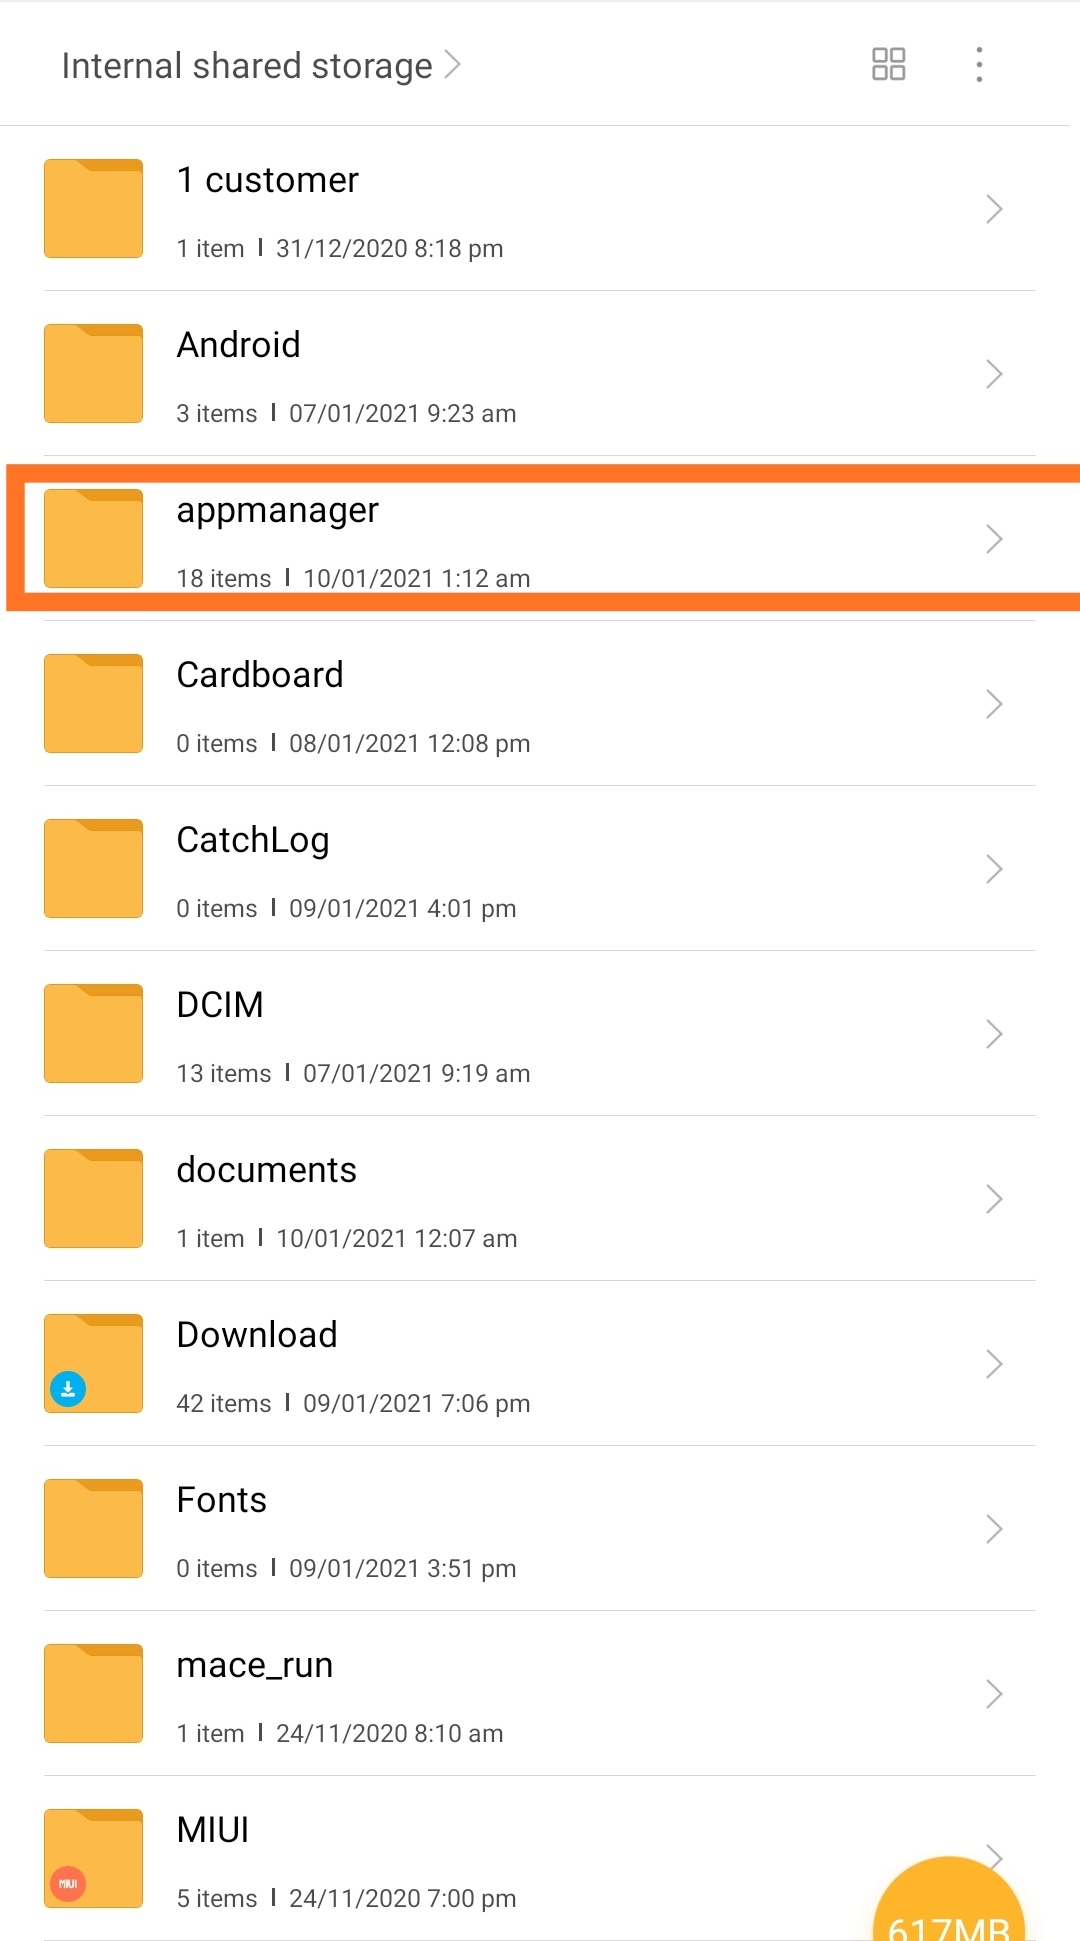 Internal shared storage
1 customer
1 item | 31/12/2020 8:18 pm
Android
3 items | 07/01/2021 9:23 am
appmanager
18 items | 10/01/2021 1:12 am
Cardboard
0 items | 08/01/2021 12:08 pm
CatchLog
0 items | 09/01/2021 4:01 pm
DCIM
13 items | 07/01/2021 9:19 am
documents
1 item | 10/01/2021 12:07 am
Download
42 items | 09/01/2021 7:06 pm
Fonts
0 items | 09/01/2021 3:51 pm
mace_run
1 item | 24/11/2020 8:10 am
MIUI
MIUI
5 items | 24/11/2020 7:00 pm
617MB